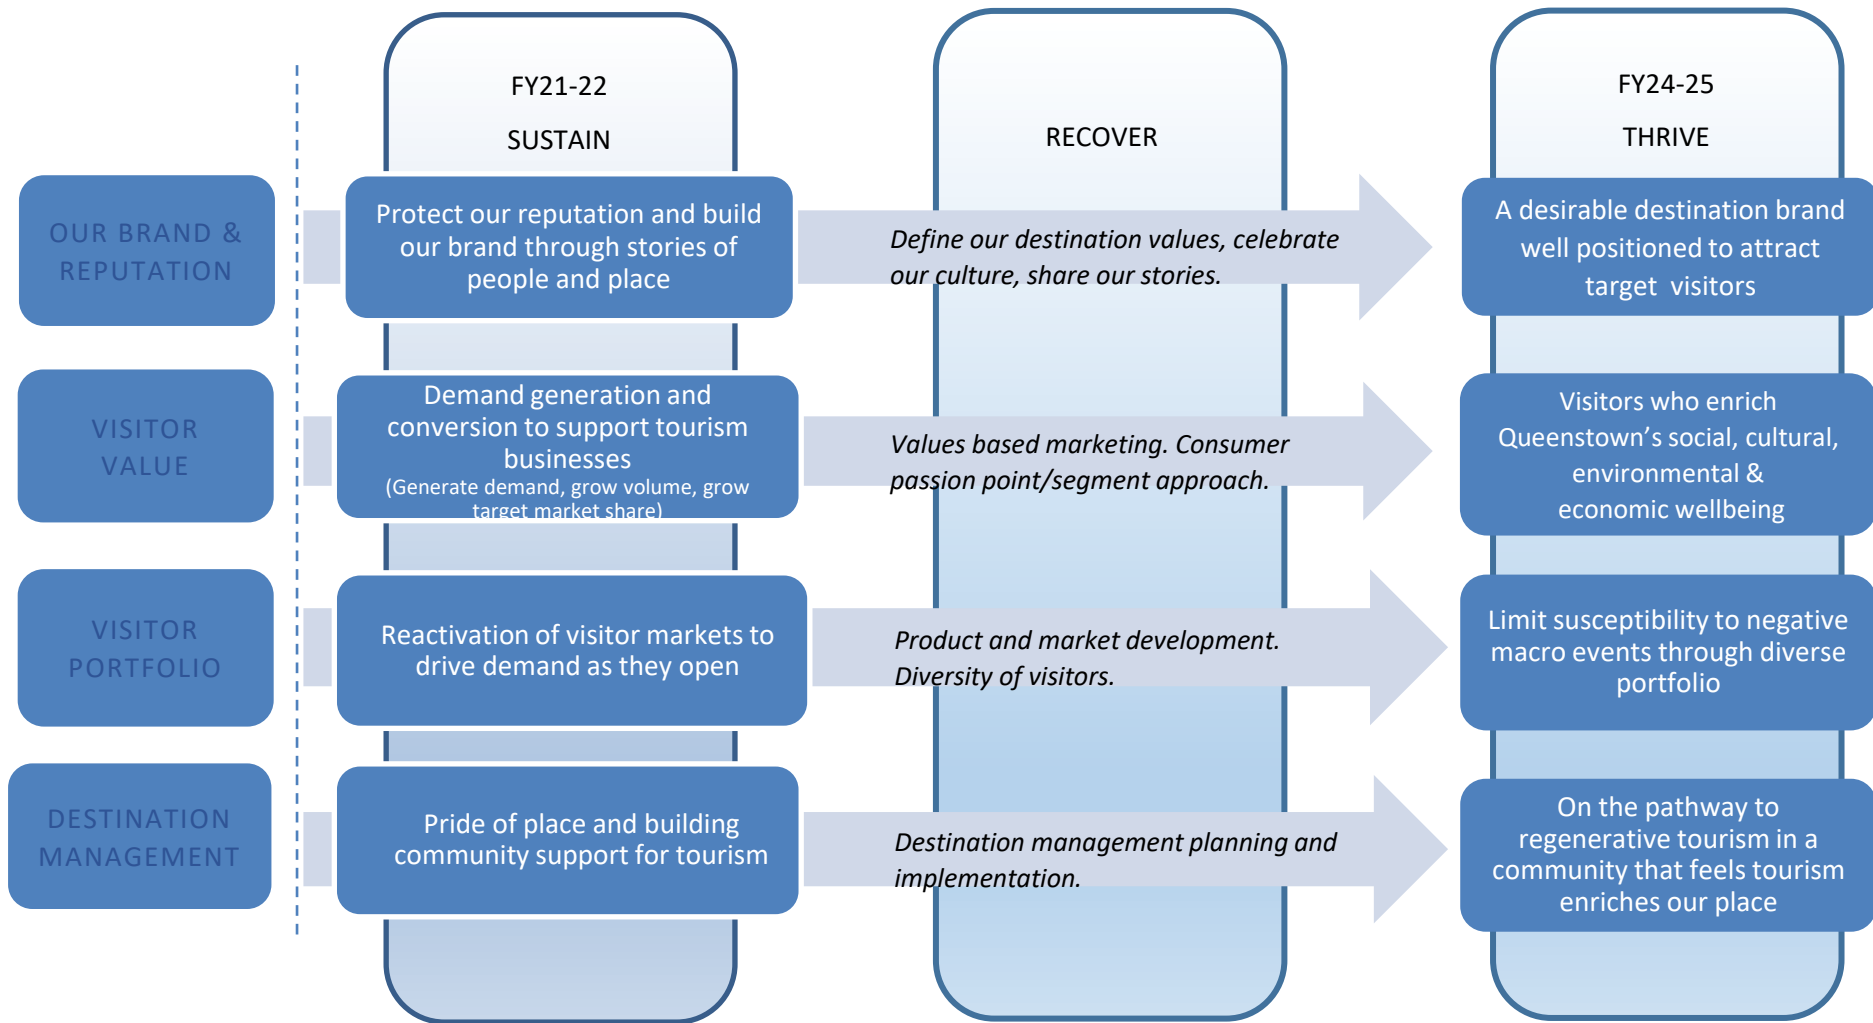 FY21-22
SUSTAIN
RECOVER
FY24-25
THRIVE
OUR BRAND &
REPUTATION
Protect our reputation and build
our brand through stories of
people and place
Define our destination values, celebrate
our culture, share our stories.
A desirable destination brand
well positioned to attract
target visitors
VISITOR
VALUE
Demand generation and
conversion to support tourism
businesses
(Generate demand, grow volume, grow
target market share)
Values based marketing. Consumer
passion point/segment approach.
Visitors who enrich
Queenstown’s social, cultural,
environmental &
economic wellbeing
VISITOR
PORTFOLIO
Reactivation of visitor markets to
drive demand as they open
Product and market development.
Diversity of visitors.
Limit susceptibility to negative
macro events through diverse
portfolio
DESTINATION
MANAGEMENT
Pride of place and building
community support for tourism
Destination management planning and
implementation.
On the pathway to
regenerative tourism in a
community that feels tourism
enriches our place